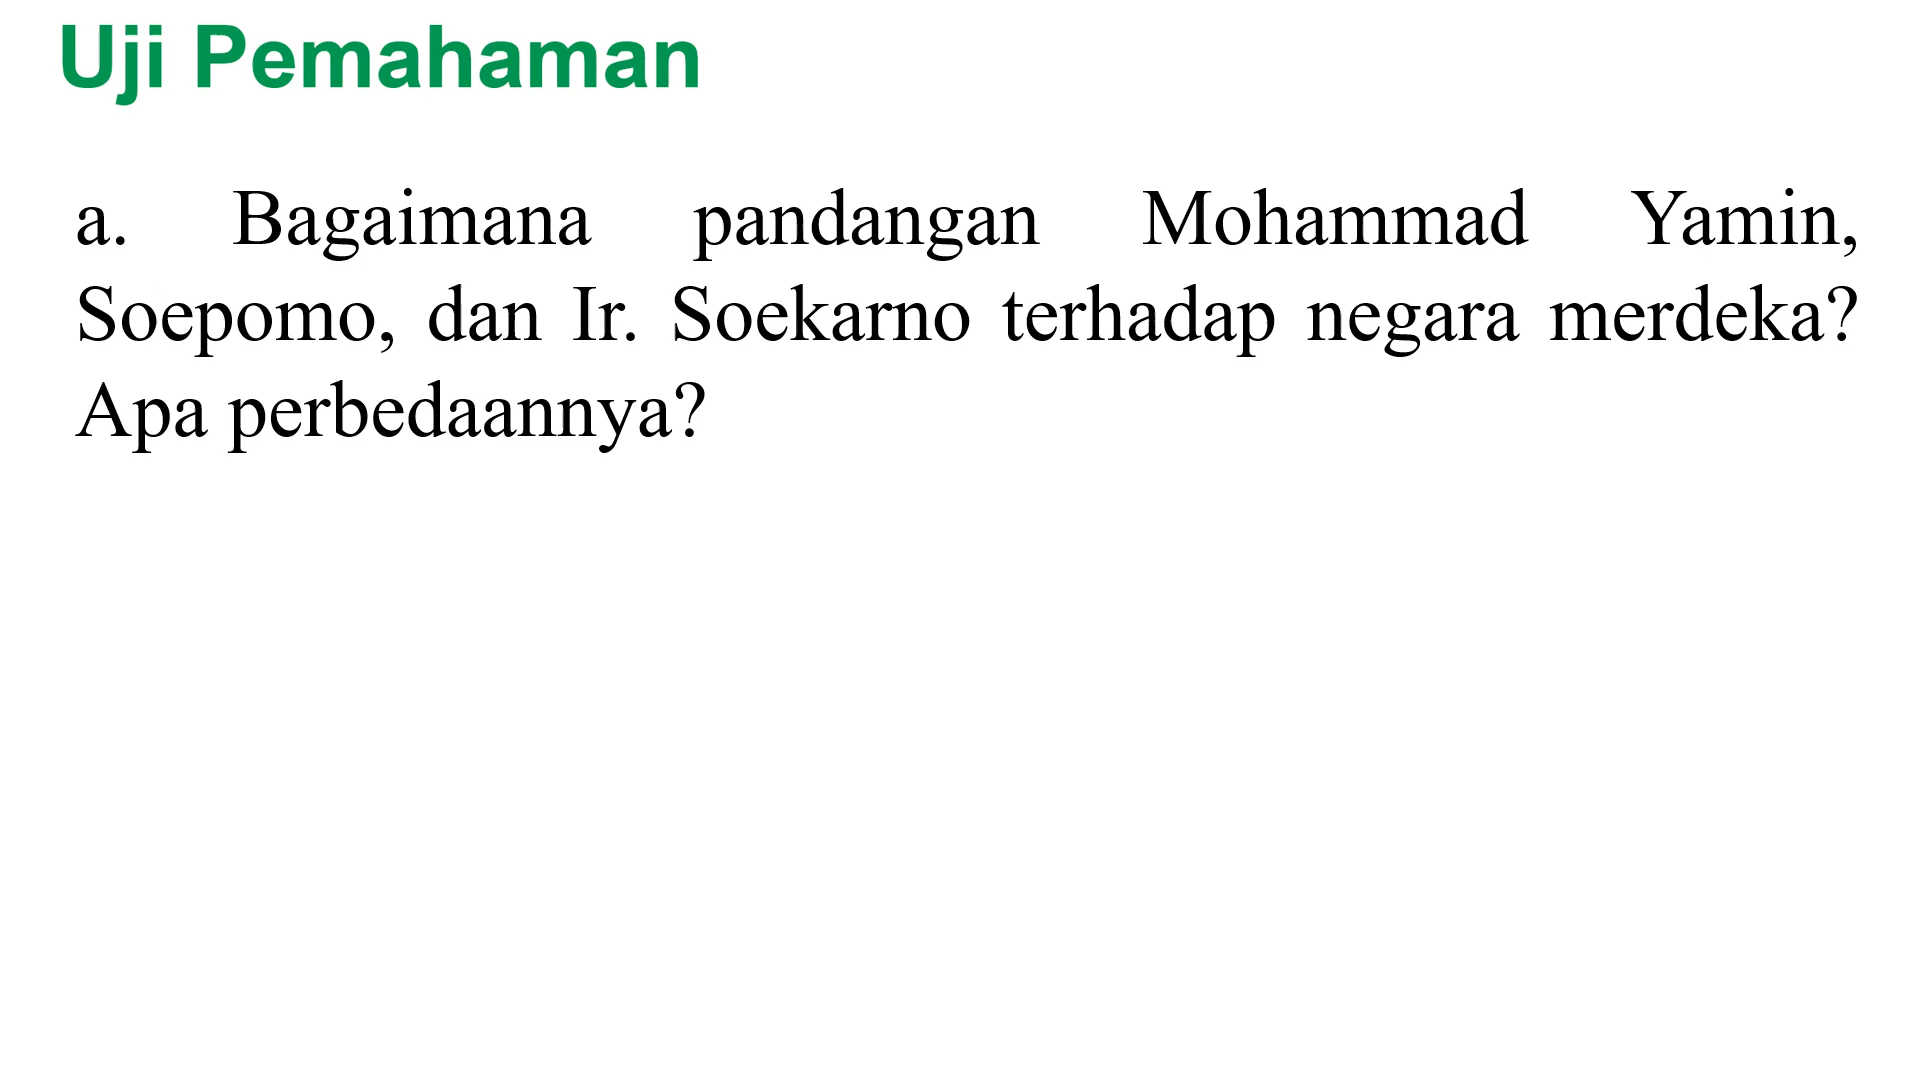 Uji Pemahaman
a. Bagaimana pandangan Mohammad Yamin,
Soepomo, dan Ir. Soekarno terhadap negara merdeka?
Apa perbedaannya?